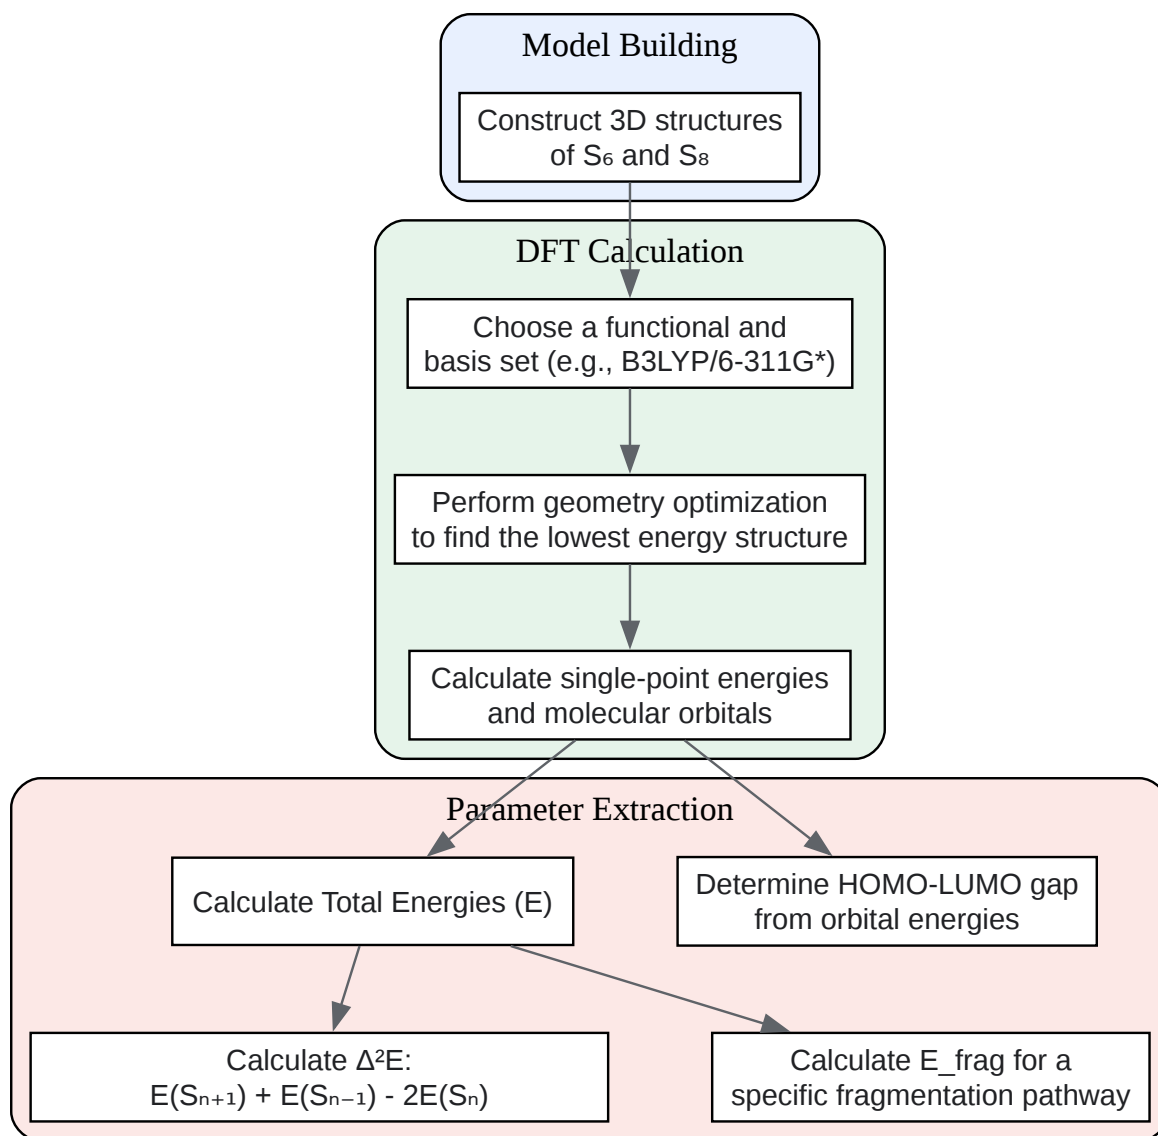 Model Building
Construct 3D structures
of S₆ and S₈
DFT Calculation
Choose a functional and
basis set (e.g., B3LYP/6-311G*)
Perform geometry optimization
to find the lowest energy structure
Calculate single-point energies
and molecular orbitals
Parameter Extraction
Calculate Total Energies (E)
Determine HOMO-LUMO gap
from orbital energies
Calculate Δ²E:
E(Sₙ₊₁) + E(Sₙ₋₁) - 2E(Sₙ)
Calculate E_frag for a
specific fragmentation pathway